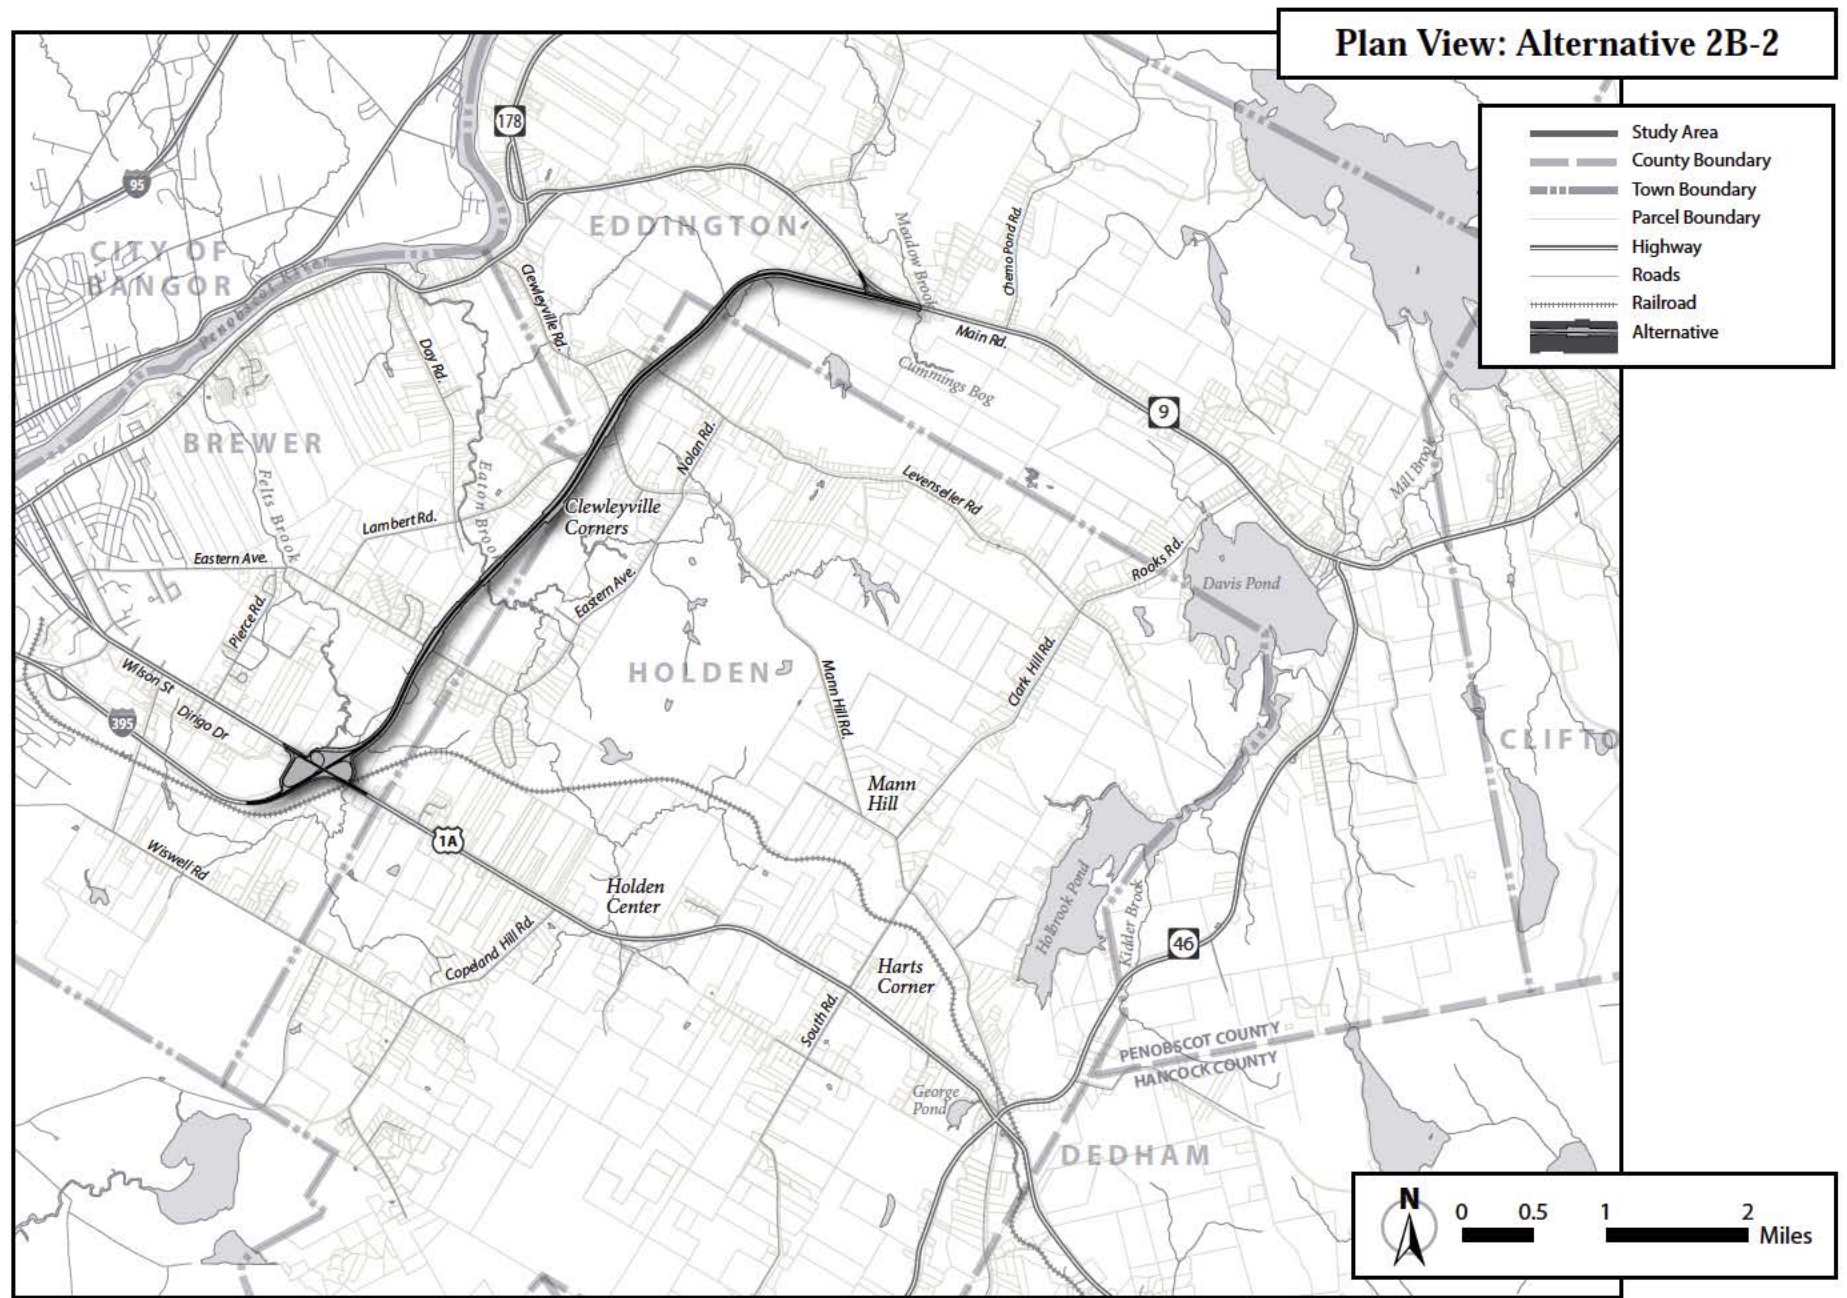 Plan View: Alternative 2B-2
Study Area
County Boundary
Town Boundary
Parcel Boundary
Highway
Roads
Railroad
Alternative
178
95
EDDINGTON
CITY OF
BANGOR
Penobscot River
Meadow Brook
Chemo Pond Rd.
Clewleyville Rd.
Day Rd.
Main Rd.
Cummings Bog
9
BREWER
Felts Brook
Eaton Broo
Nolan Rd.
Levenseller Rd
Mill Brook
Clewleyville
Corners
Lambert Rd.
Eastern Ave.
Rooks Rd.
Davis Pond
Eastern Ave.
Pierce Rd.
Wilson St
HOLDEN
Mann Hill Rd.
Clark Hill Rd.
395
Dirigo Dr
CLIFTO
Mann
Hill
1A
Wiswell Rd
Holden
Center
Holbrook Pond
Kidder Brook
Copeland Hill Rd.
46
Harts
Corner
South Rd.
PENOBSCOT COUNTY
HANCOCK COUNTY
George
Pond
DEDHAM
N
0 0.5 1 2
Miles